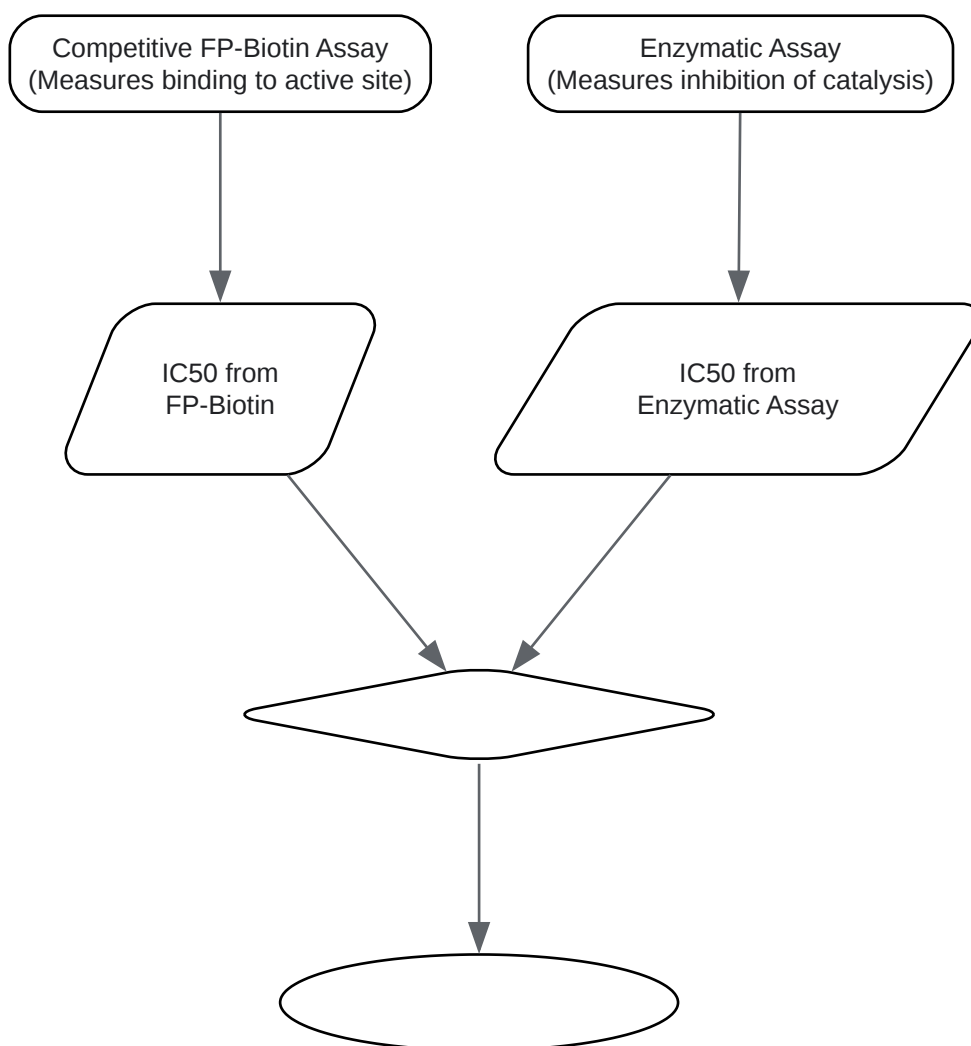 Competitive FP-Biotin Assay
(Measures binding to active site)
Enzymatic Assay
(Measures inhibition of catalysis)
IC50 from
FP-Biotin
IC50 from
Enzymatic Assay